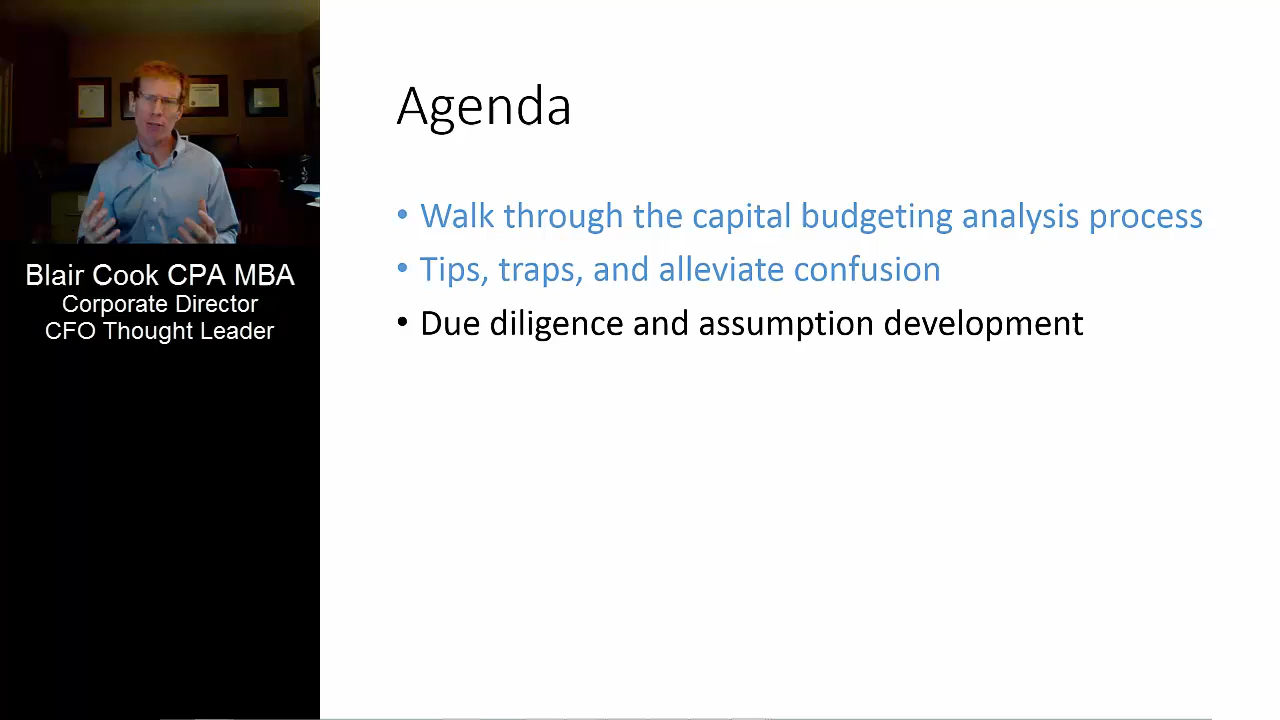 Agenda
• Walk through the capital budgeting analysis process
• Tips, traps, and alleviate confusion
• Due diligence and assumption development
Blair Cook CPA MBA
Corporate Director
CFO Thought Leader